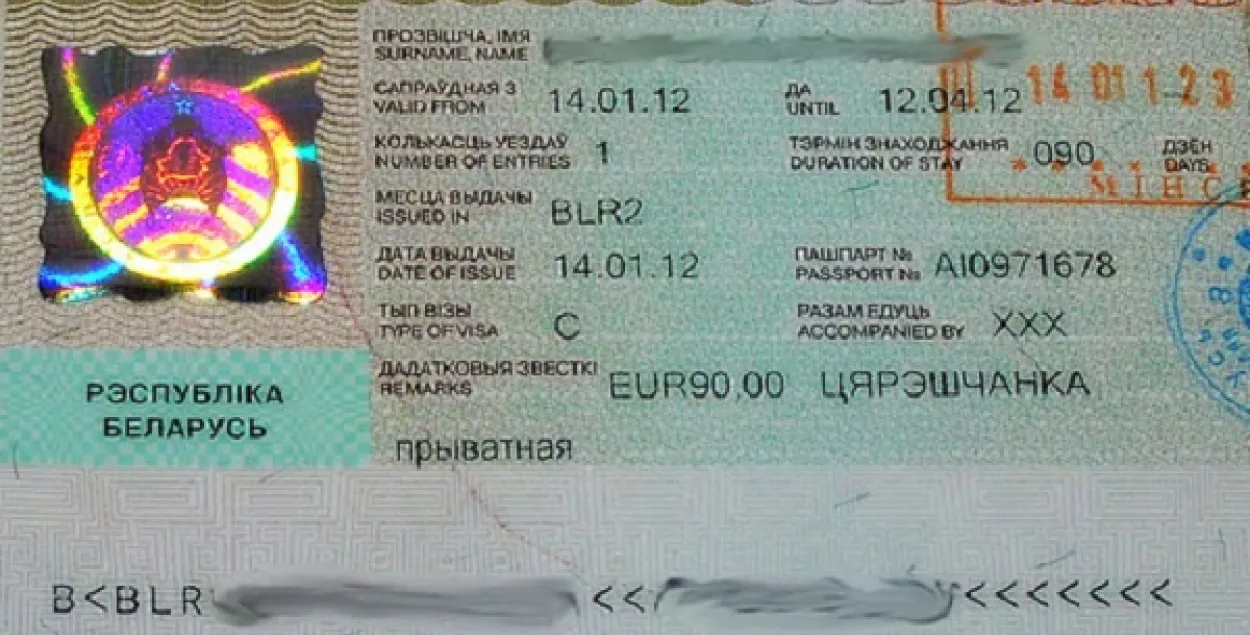 ПРОЗВІШЧА, ІМЯ
SURNAME, NAME
САПРАЎДНАЯ З
VALID FROM 14.01.12 ДА
UNTIL 12.04.12
14 01 1-23
КОЛЬКАСЦЬ УЕЗДАЎ
NUMBER OF ENTRIES 1 ТЭРМІН ЗНАХОДЖАННЯ
DURATION OF STAY 090 ДЗЁН
DAYS
МЕСЦА ВЫДАЧЫ
ISSUED IN BLR2
ДАТА ВЫДАЧЫ
DATE OF ISSUE 14.01.12 ПАШПАРТ №
PASSPORT № AI0971678
ТЫП ВІЗЫ
TYPE OF VISA C РАЗАМ ЕДУЦЬ
ACCOMPANIED BY XXX
ДАДАТКОВЫЯ ЗВЕСТКІ
REMARKS EUR90.00 ЦЯРЭШЧАНКА
прыватная
РЭСПУБЛІКА
БЕЛАРУСЬ
B<BLR << <<<<<<<